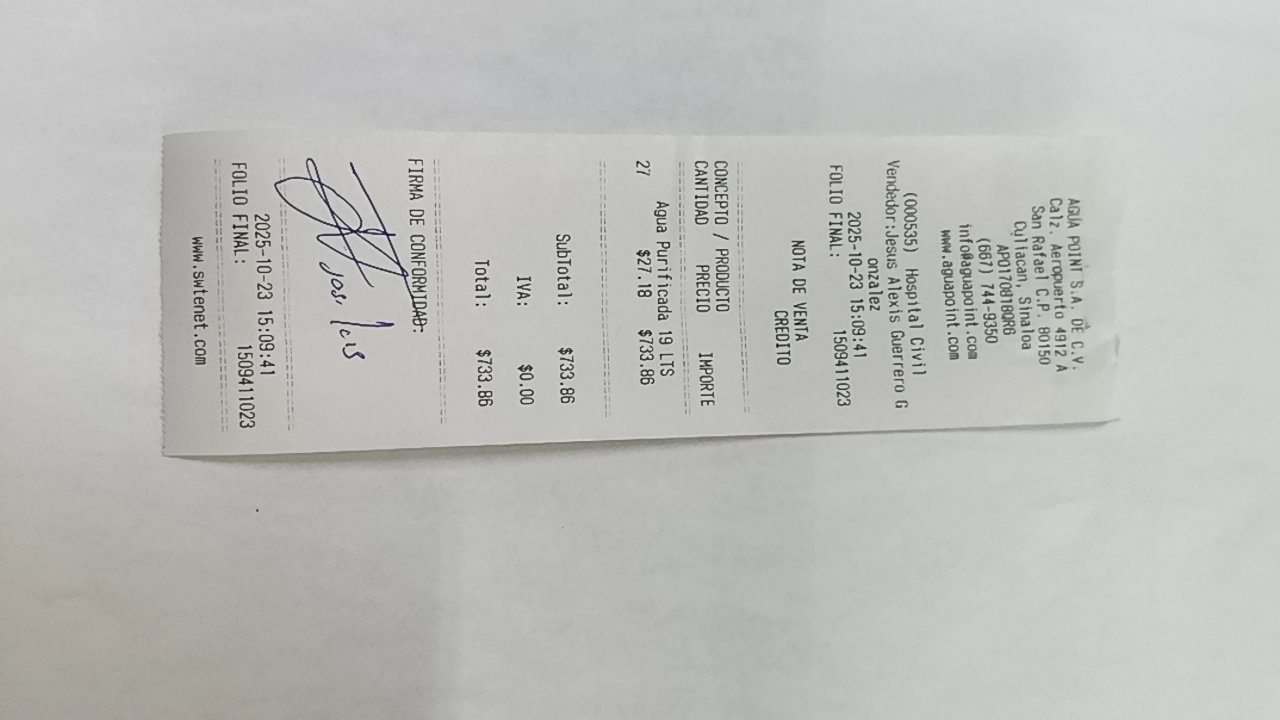 AGUA POINT S.A. DE C.V.
Calz. Aeropuerto 4912 A
San Rafael C.P. 80150
Culiacan, Sinaloa
APO170818QR6
(667) 744-9350
info@aguapoint.com
www.aguapoint.com
(000535) Hospital Civil
Vendedor:Jesus Alexis Guerrero G
onzalez
2025-10-23 15:09:41
FOLIO FINAL: 1509411023
NOTA DE VENTA
CREDITO
CONCEPTO / PRODUCTO
CANTIDAD PRECIO IMPORTE
Agua Purificada 19 LTS
27 $27.18 $733.86
SubTotal: $733.86
IVA: $0.00
Total: $733.86
FIRMA DE CONFORMIDAD:
Jose luis
2025-10-23 15:09:41
FOLIO FINAL: 1509411023
www.swtenet.com